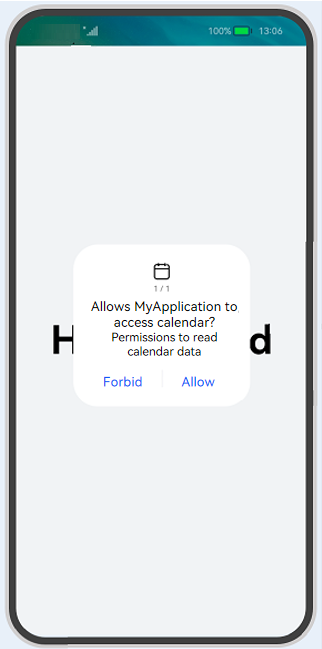 100% 13:06
1 / 1
Allows MyApplication to
access calendar?
Permissions to read
calendar data
Forbid Allow